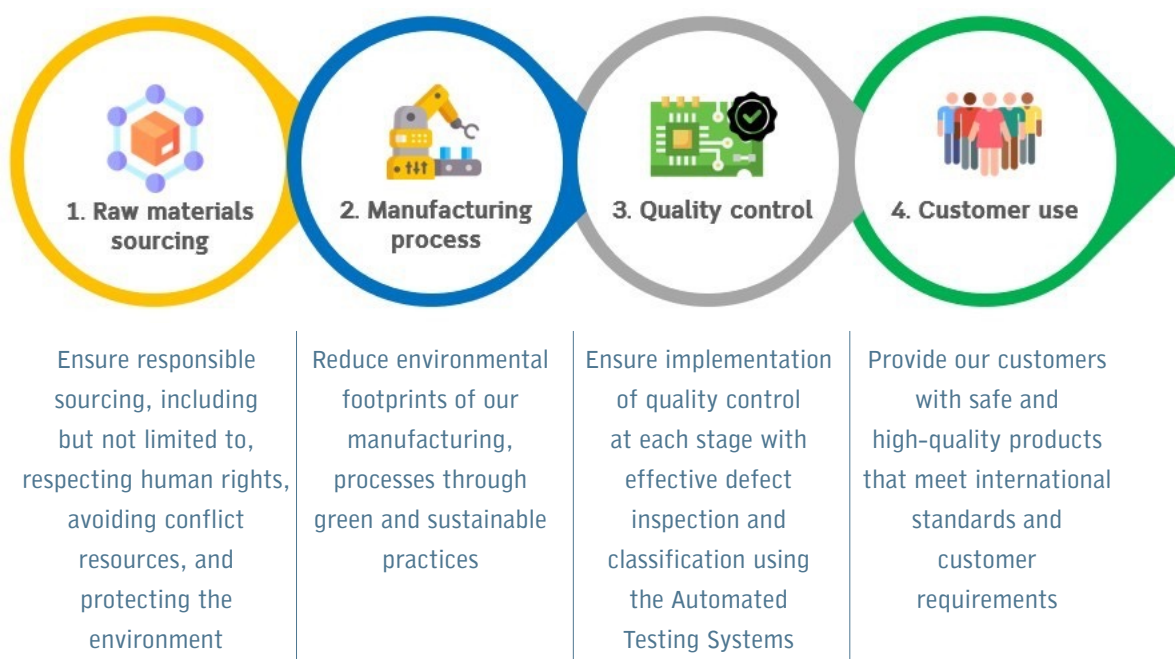 1. Raw materials
sourcing
2. Manufacturing
process
3. Quality control
4. Customer use
Ensure responsible
sourcing, including
but not limited to,
respecting human rights,
avoiding conflict
resources, and
protecting the
environment
Reduce environmental
footprints of our
manufacturing,
processes through
green and sustainable
practices
Ensure implementation
of quality control
at each stage with
effective defect
inspection and
classification using
the Automated
Testing Systems
Provide our customers
with safe and
high-quality products
that meet international
standards and
customer
requirements